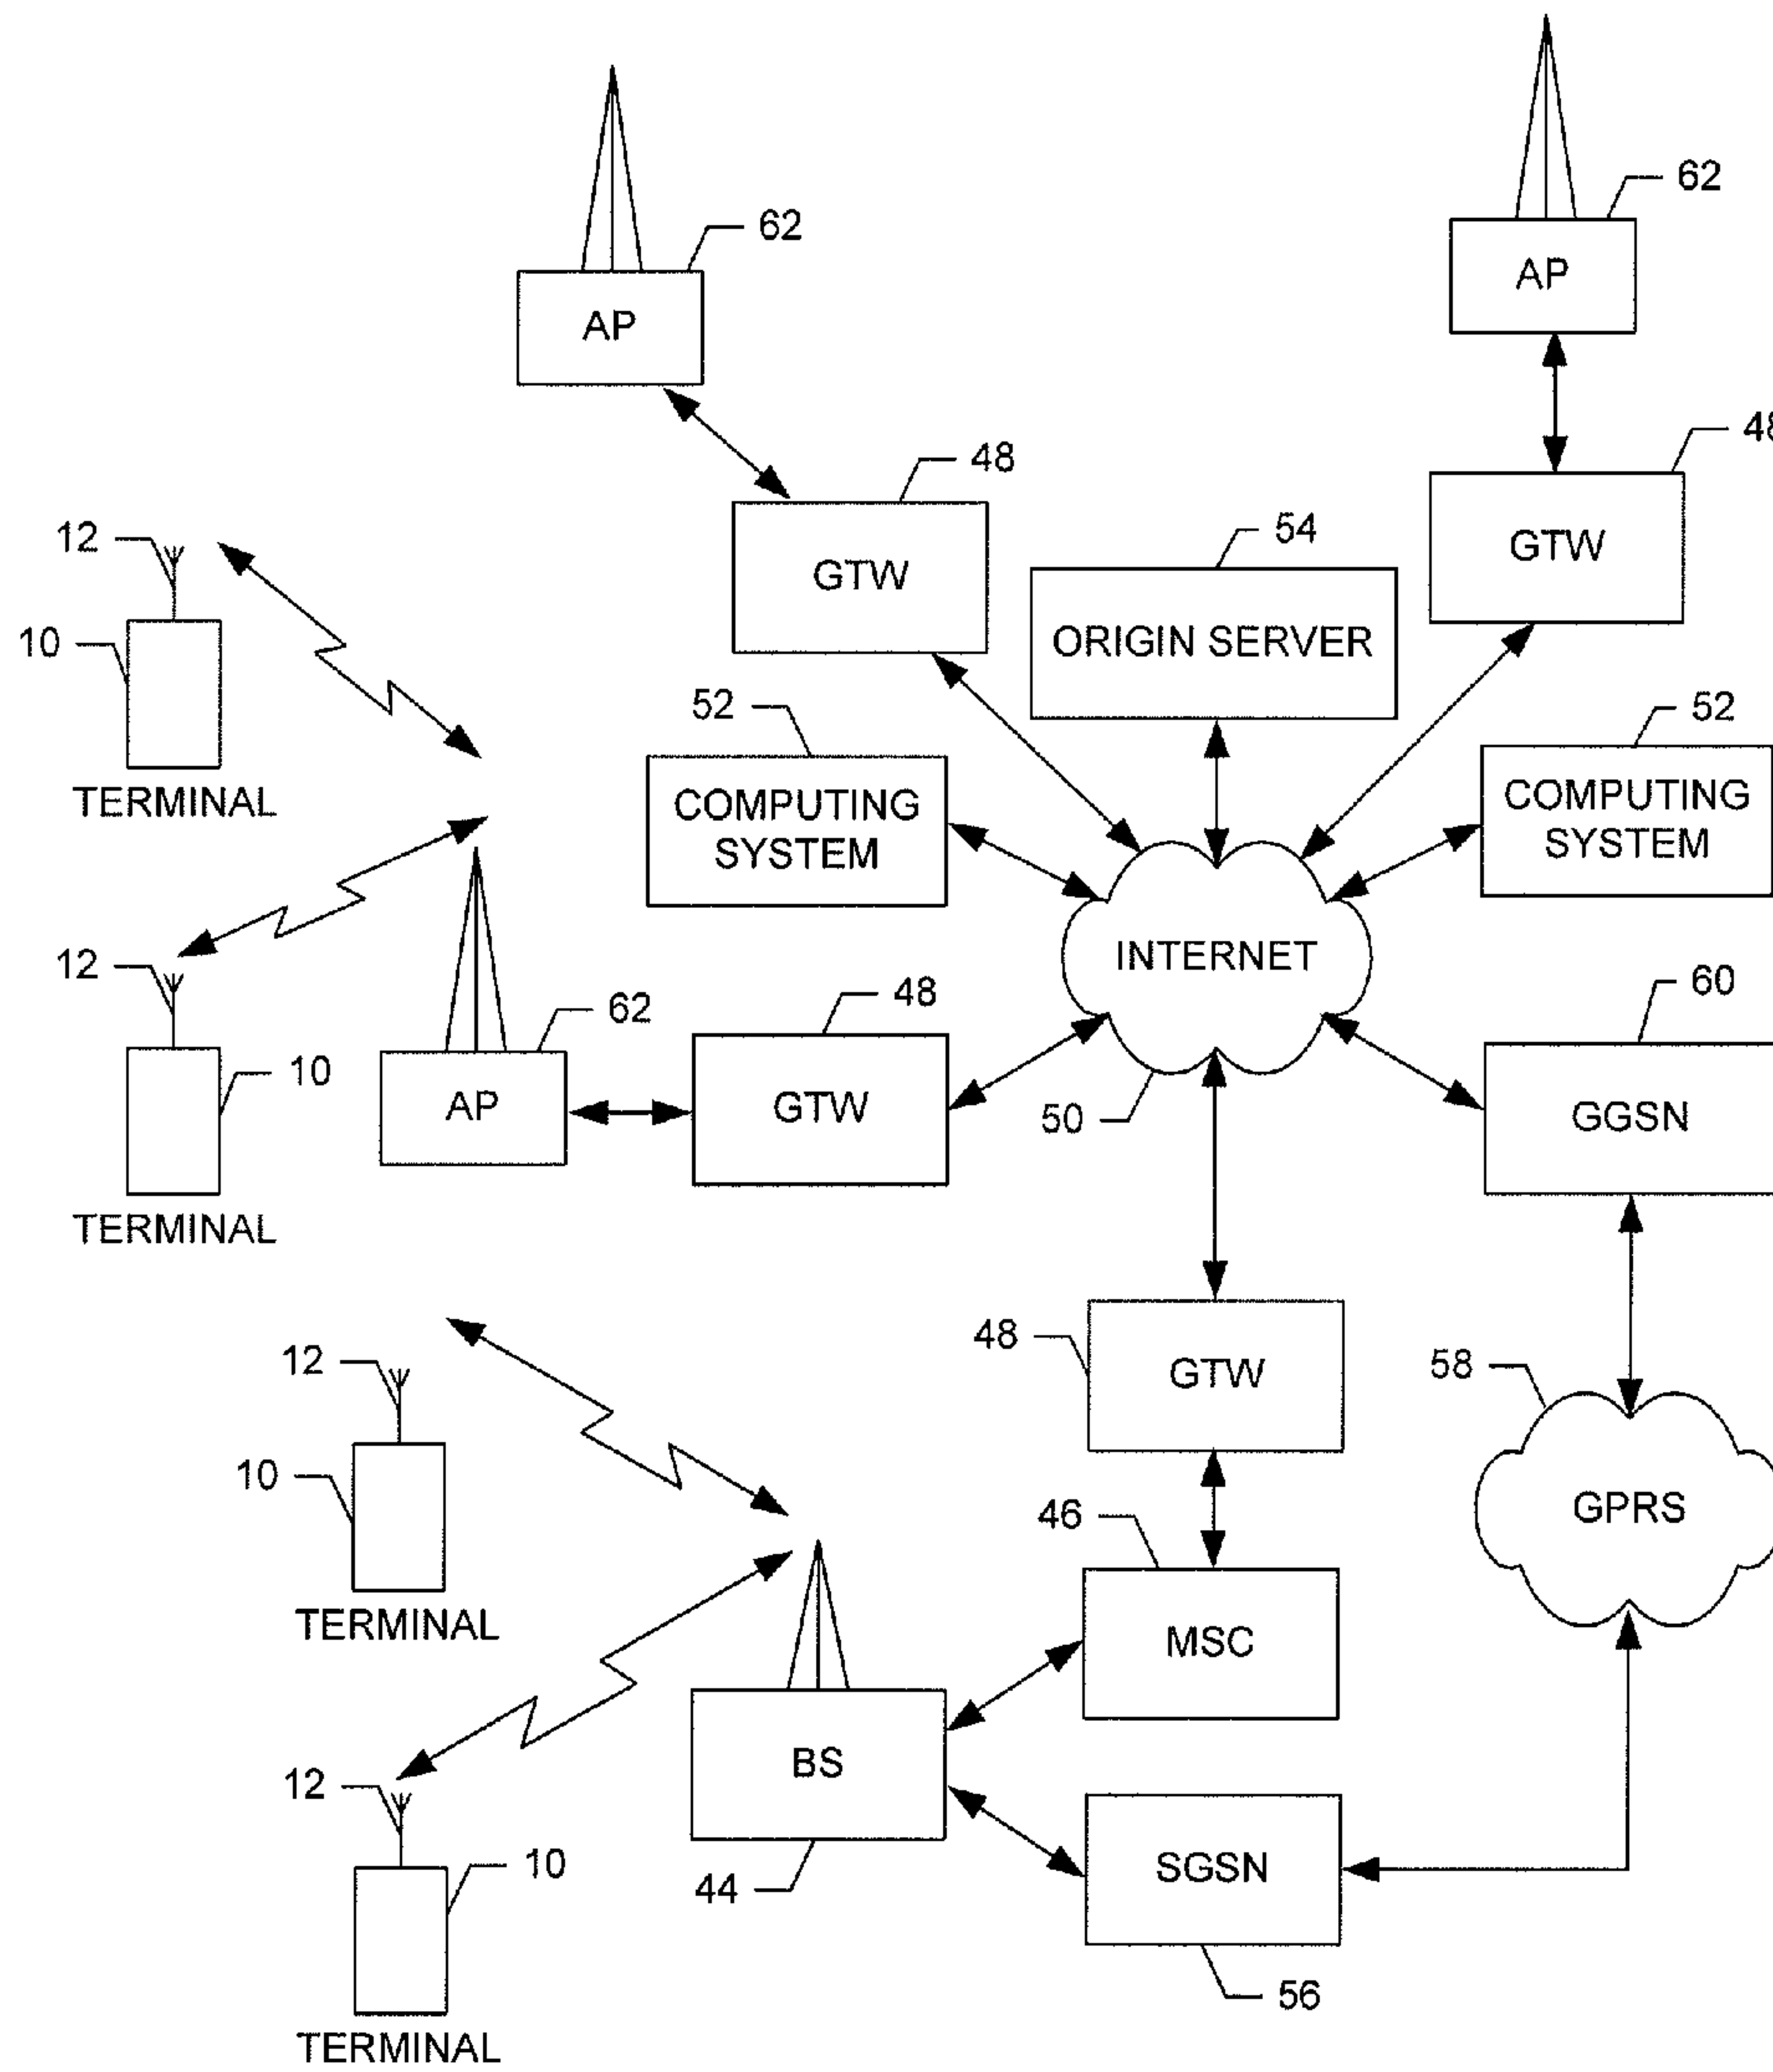 62
AP
62
AP
48
GTW
48
GTW
54
ORIGIN SERVER
12
10
TERMINAL
52
COMPUTING
SYSTEM
52
COMPUTING
SYSTEM
INTERNET
50
12
10
TERMINAL
62
AP
48
GTW
60
GGSN
48
GTW
58
GPRS
12
10
TERMINAL
46
MSC
BS
44
SGSN
56
12
10
TERMINAL